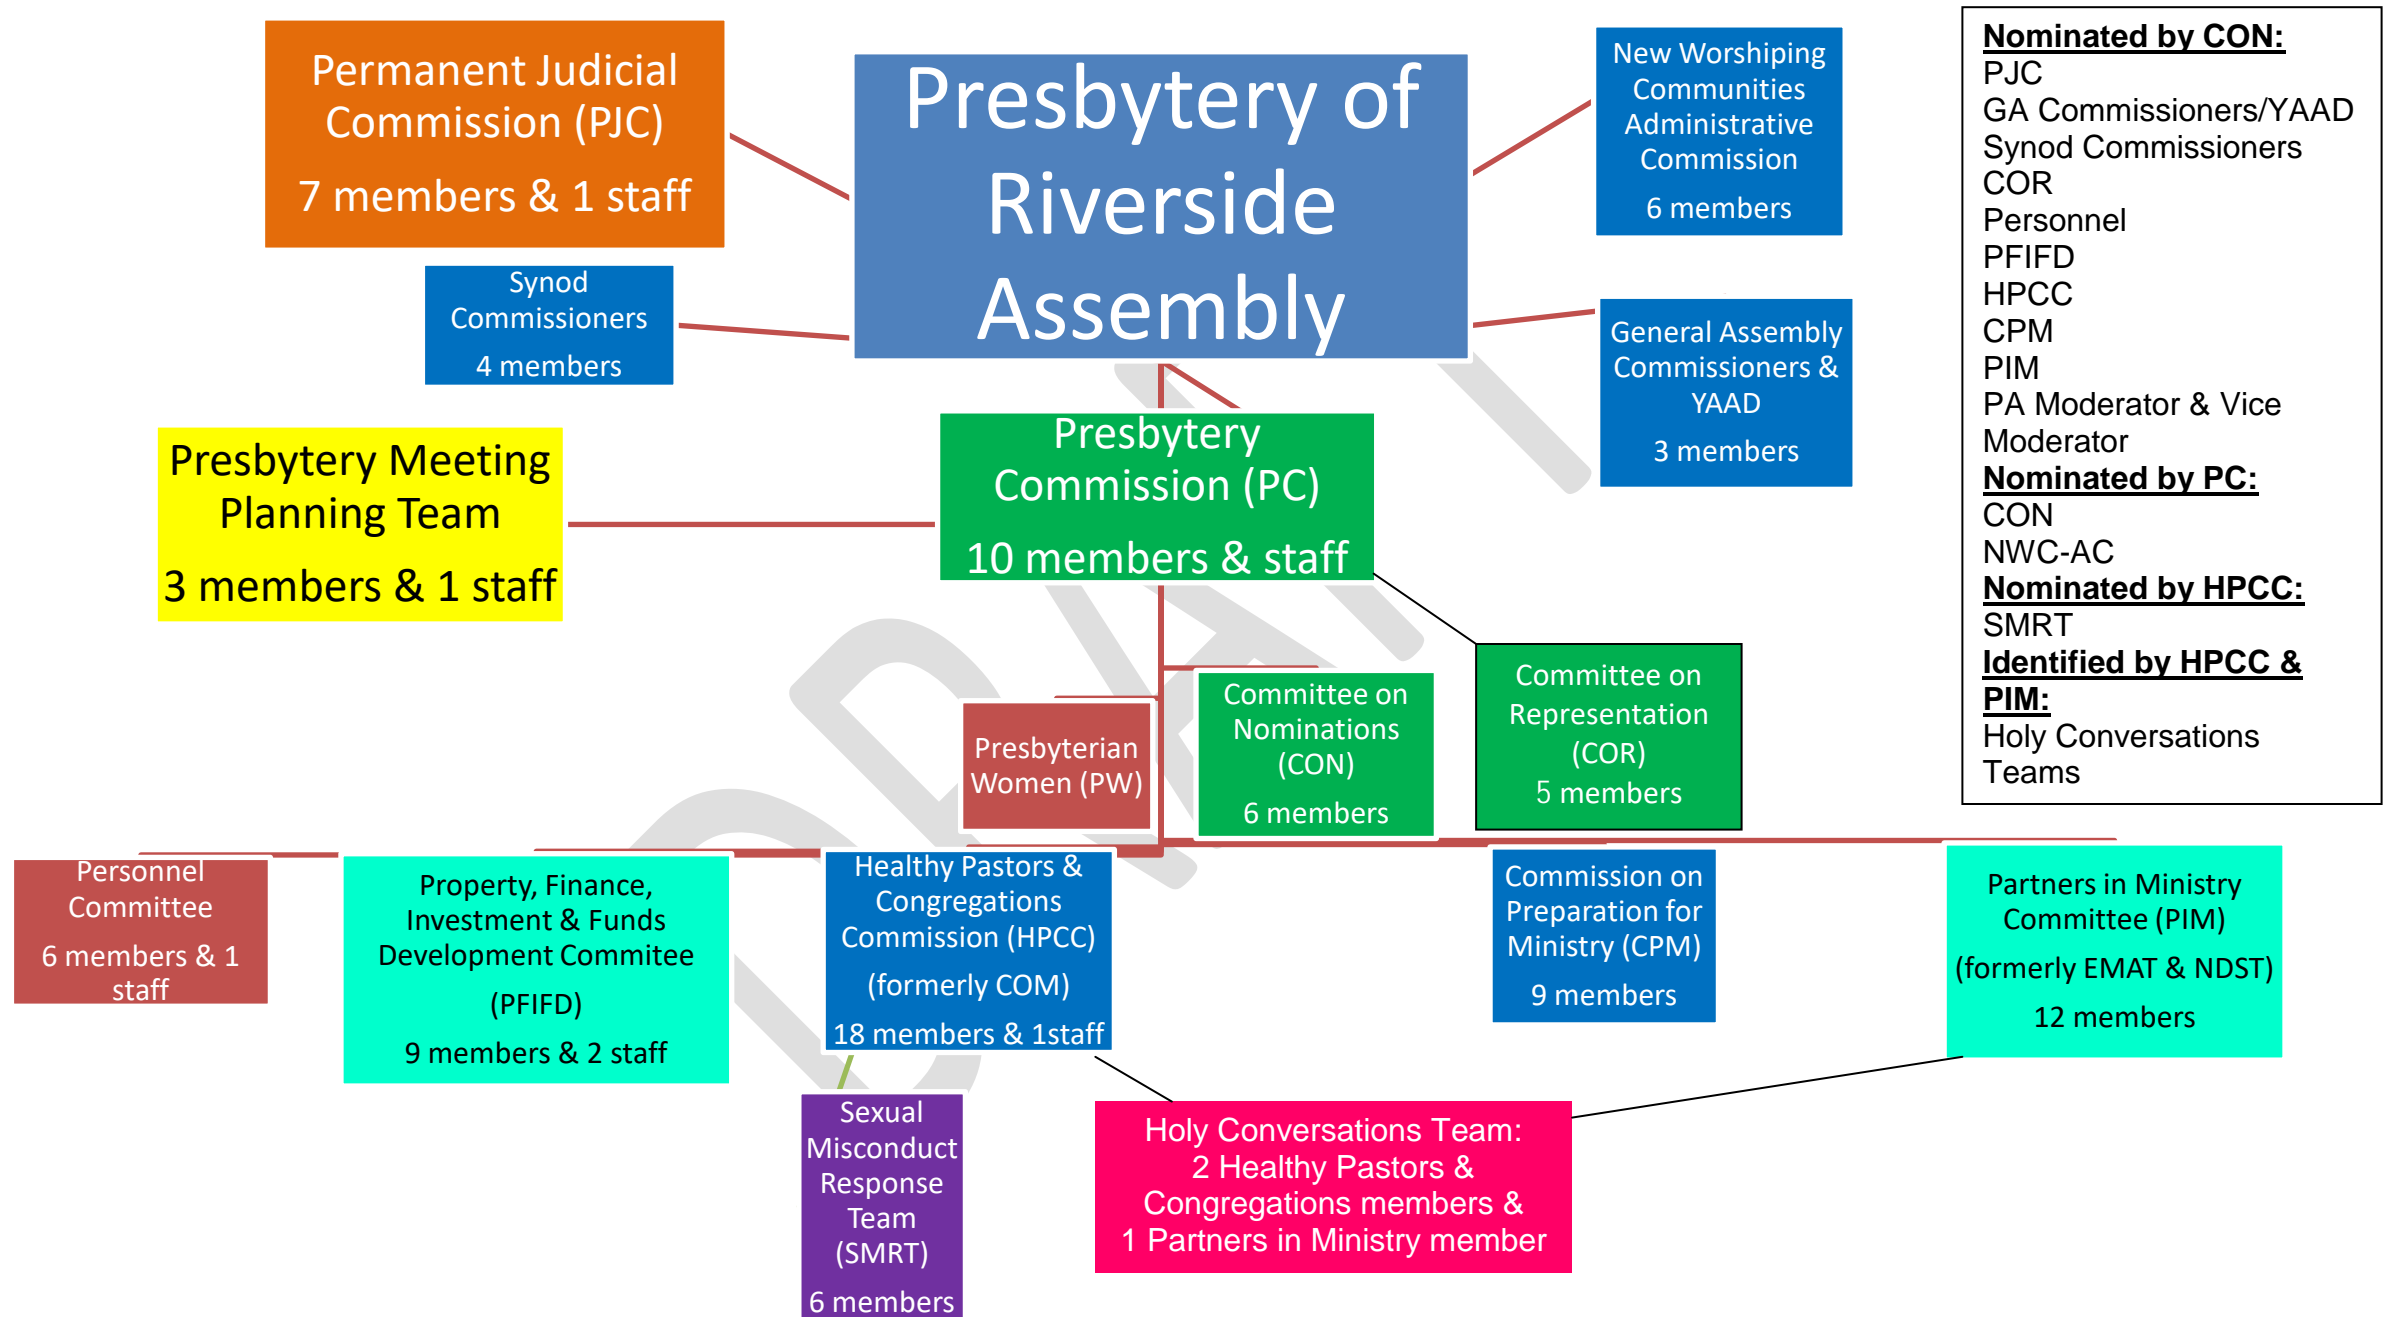 Permanent Judicial
Commission (PJC)
7 members & 1 staff
Presbytery of
Riverside
Assembly
New Worshiping
Communities
Administrative
Commission
6 members
Synod
Commissioners
4 members
General Assembly
Commissioners &
YAAD
3 members
Presbytery Meeting
Planning Team
3 members & 1 staff
Presbytery
Commission (PC)
10 members & staff
Presbyterian
Women (PW)
Committee on
Nominations
(CON)
6 members
Committee on
Representation
(COR)
5 members
Personnel
Committee
6 members & 1
staff
Property, Finance,
Investment & Funds
Development Commitee
(PFIFD)
9 members & 2 staff
Healthy Pastors &
Congregations
Commission (HPCC)
(formerly COM)
18 members & 1staff
Commission on
Preparation for
Ministry (CPM)
9 members
Partners in Ministry
Committee (PIM)
(formerly EMAT & NDST)
12 members
Sexual
Misconduct
Response
Team
(SMRT)
6 members
Holy Conversations Team:
2 Healthy Pastors &
Congregations members &
1 Partners in Ministry member
Nominated by CON:
PJC
GA Commissioners/YAAD
Synod Commissioners
COR
Personnel
PFIFD
HPCC
CPM
PIM
PA Moderator & Vice
Moderator
Nominated by PC:
CON
NWC-AC
Nominated by HPCC:
SMRT
Identified by HPCC &
PIM:
Holy Conversations
Teams